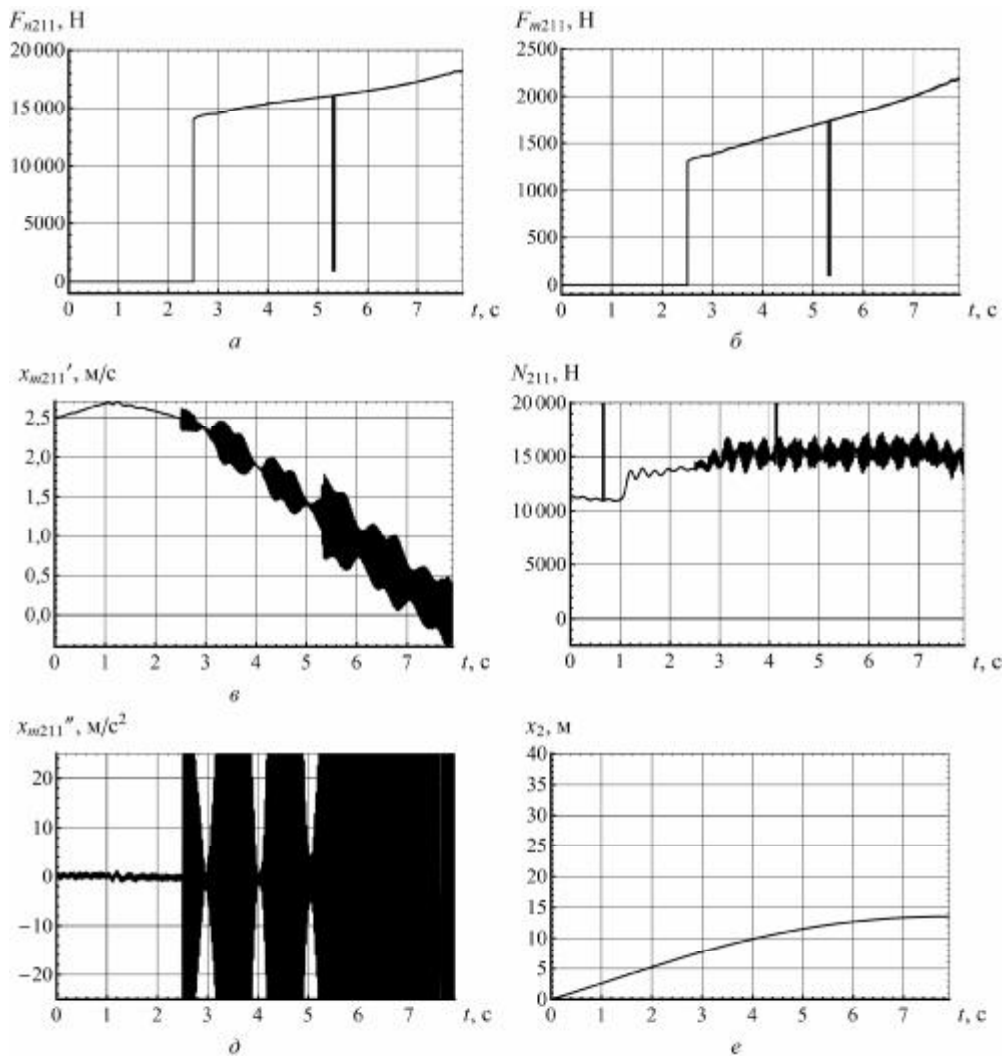 F_n211, Н
20 000
15 000
10 000
5000
0
0 1 2 3 4 5 6 7 t, с
а
F_m211, Н
2500
2000
1500
1000
500
0
0 1 2 3 4 5 6 7 t, с
б
x_m211′, м/с
2,5
2,0
1,5
1,0
0,5
0,0
0 1 2 3 4 5 6 7 t, с
в
N_211, Н
20 000
15 000
10 000
5000
0
0 1 2 3 4 5 6 7 t, с
x_m211″, м/с²
20
10
0
−10
−20
0 1 2 3 4 5 6 7 t, с
д
x_2, м
40
35
30
25
20
15
10
5
0
0 1 2 3 4 5 6 7 t, с
е